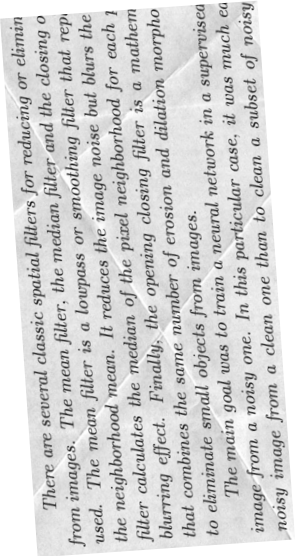 There are several classic spatial filters for reducing or elimin
from images. The mean filter, the median filter and the closing o
used. The mean filter is a loupass or smoothing filter that rep
the neighborhood mean. It reduces the image noise but blurs the
filter calculates the median of the pixel neighborhood for each p
blurring effect. Finally, the opening closing filter is a mathem
that combines the same number of erosion and dilation morpho
to eliminate small objects from images.
The main goal was to train a neural network in a supervised
image from a noisy one. In this particular case, it was much ea
noisy image from a clean one than to clean a subset of noisy